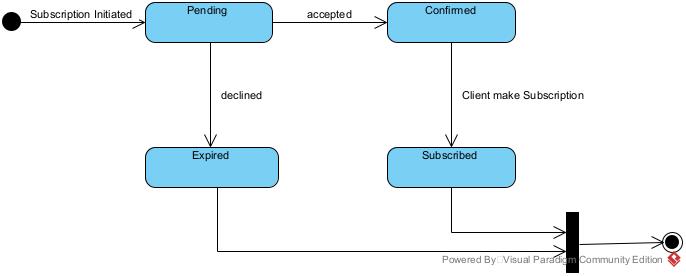 Subscription Initiated
Pending
accepted
Confirmed
declined
Client make Subscription
Expired
Subscribed
Powered By Visual Paradigm Community Edition